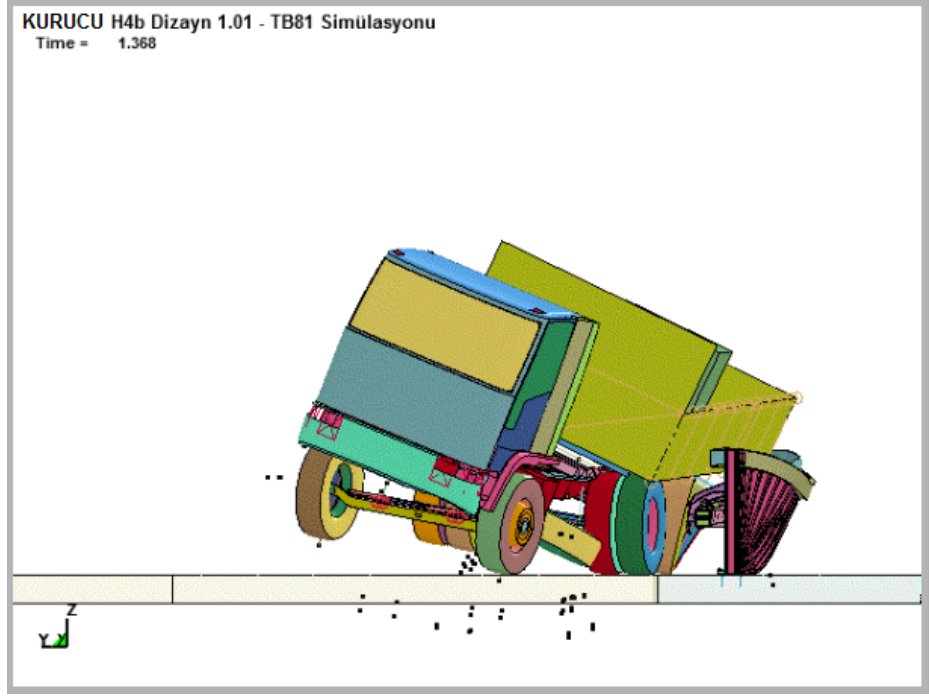 KURUCU H4b Dizayn 1.01 - TB81 Simülasyonu
Time = 1.368
Z
Y X